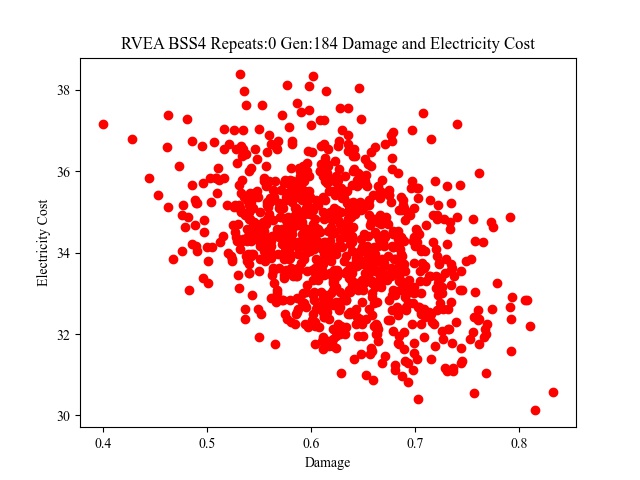 RVEA BSS4 Repeats:0 Gen:184 Damage and Electricity Cost
38
36
34
32
30
Electricity Cost
0.4 0.5 0.6 0.7 0.8
Damage